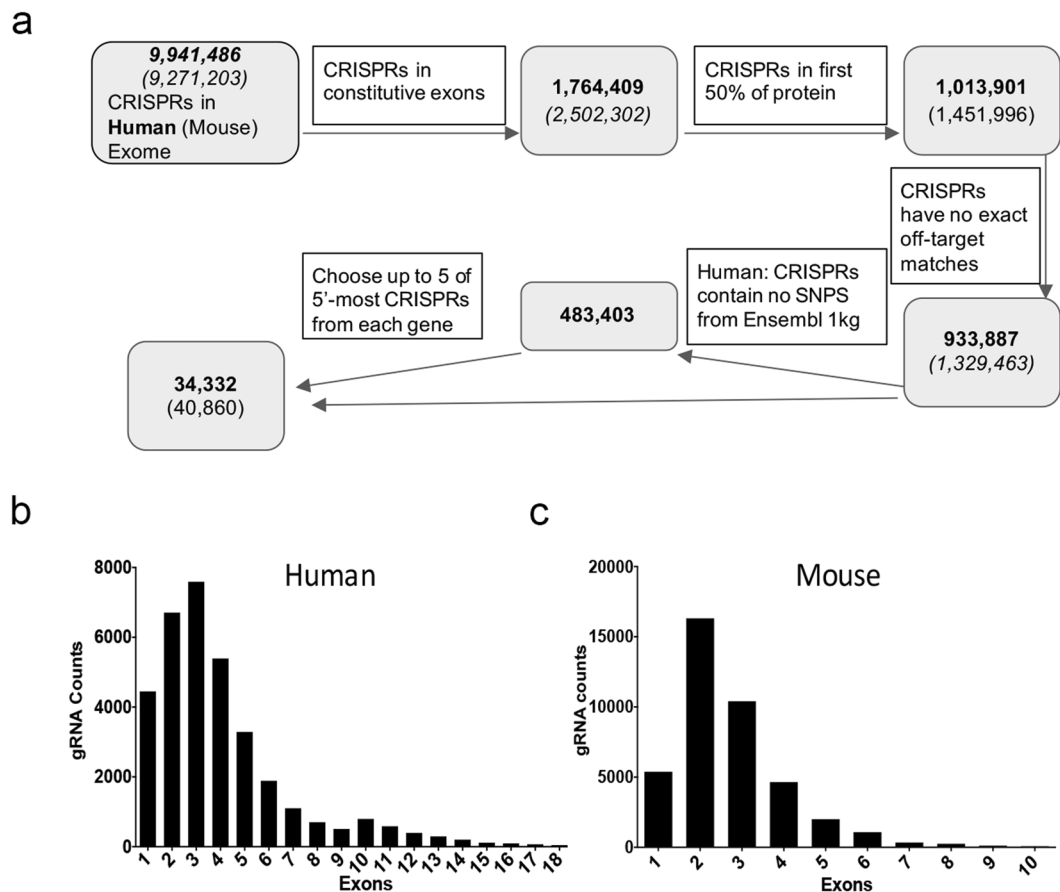 a
9,941,486
(9,271,203)
CRISPRs in
Human (Mouse)
Exome
CRISPRs in
constitutive exons
1,764,409
(2,502,302)
CRISPRs in first
50% of protein
1,013,901
(1,451,996)
CRISPRs
have no exact
off-target
matches
933,887
(1,329,463)
Human: CRISPRs
contain no SNPS
from Ensembl 1kg
483,403
Choose up to 5 of
5'-most CRISPRs
from each gene
34,332
(40,860)
b
Human
gRNA Counts
8000
6000
4000
2000
0
1 2 3 4 5 6 7 8 9 10 11 12 13 14 15 16 17 18
Exons
c
Mouse
gRNA counts
20000
15000
10000
5000
0
1 2 3 4 5 6 7 8 9 10
Exons